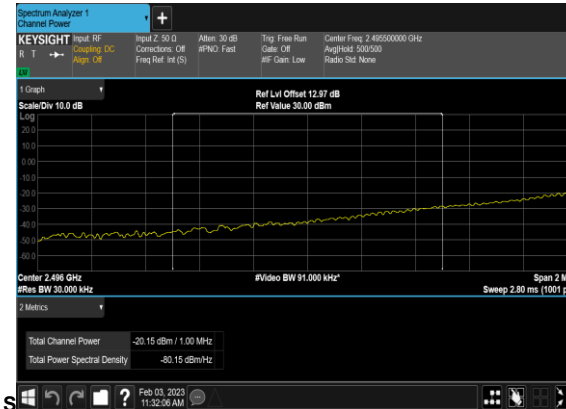 Spectrum Analyzer 1
Channel Power
+
KEYSIGHT
R T
LW
Input: RF
Coupling: DC
Align: Off
Input Z: 50 Ω
Corrections: Off
Freq Ref: Int (S)
Atten: 30 dB
#PNO: Fast
Trig: Free Run
Gate: Off
#IF Gain: Low
Center Freq: 2.495500000 GHz
Avg|Hold: 500/500
Radio Std: None
1 Graph
Scale/Div 10.0 dB
Ref Lvl Offset 12.97 dB
Ref Value 30.00 dBm
Log
20.0
10.0
0.00
-10.0
-20.0
-30.0
-40.0
-50.0
-60.0
Center 2.496 GHz
#Res BW 30.000 kHz
#Video BW 91.000 kHz*
Span 2 M
Sweep 2.80 ms (1001 p
2 Metrics
Total Channel Power -20.15 dBm / 1.00 MHz
Total Power Spectral Density -80.15 dBm/Hz
S
?
Feb 03, 2023
11:32:06 AM